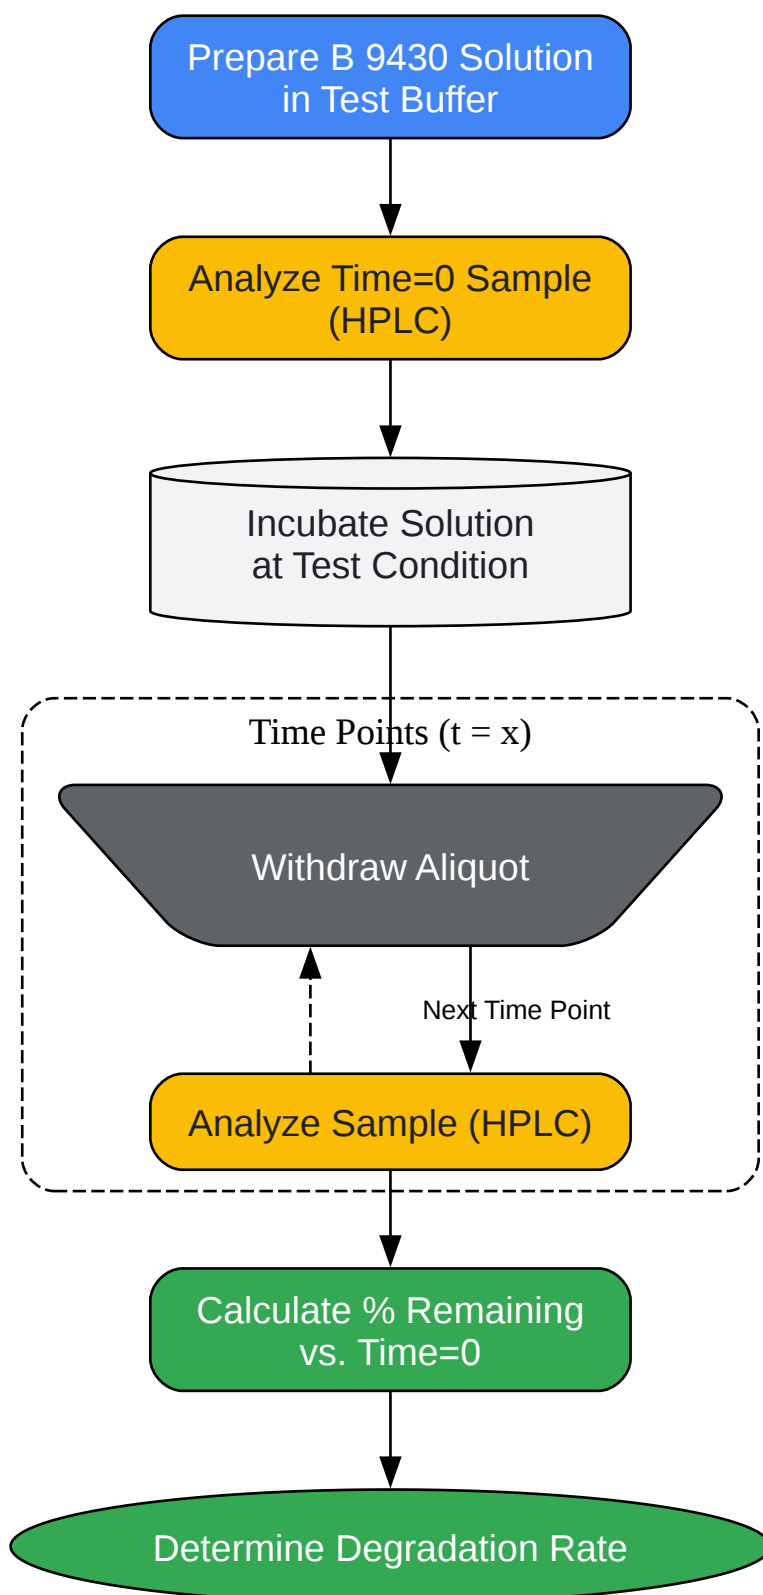 Prepare B 9430 Solution
in Test Buffer
Analyze Time=0 Sample
(HPLC)
Incubate Solution
at Test Condition
Time Points (t = x)
Withdraw Aliquot
Next Time Point
Analyze Sample (HPLC)
Calculate % Remaining
vs. Time=0
Determine Degradation Rate